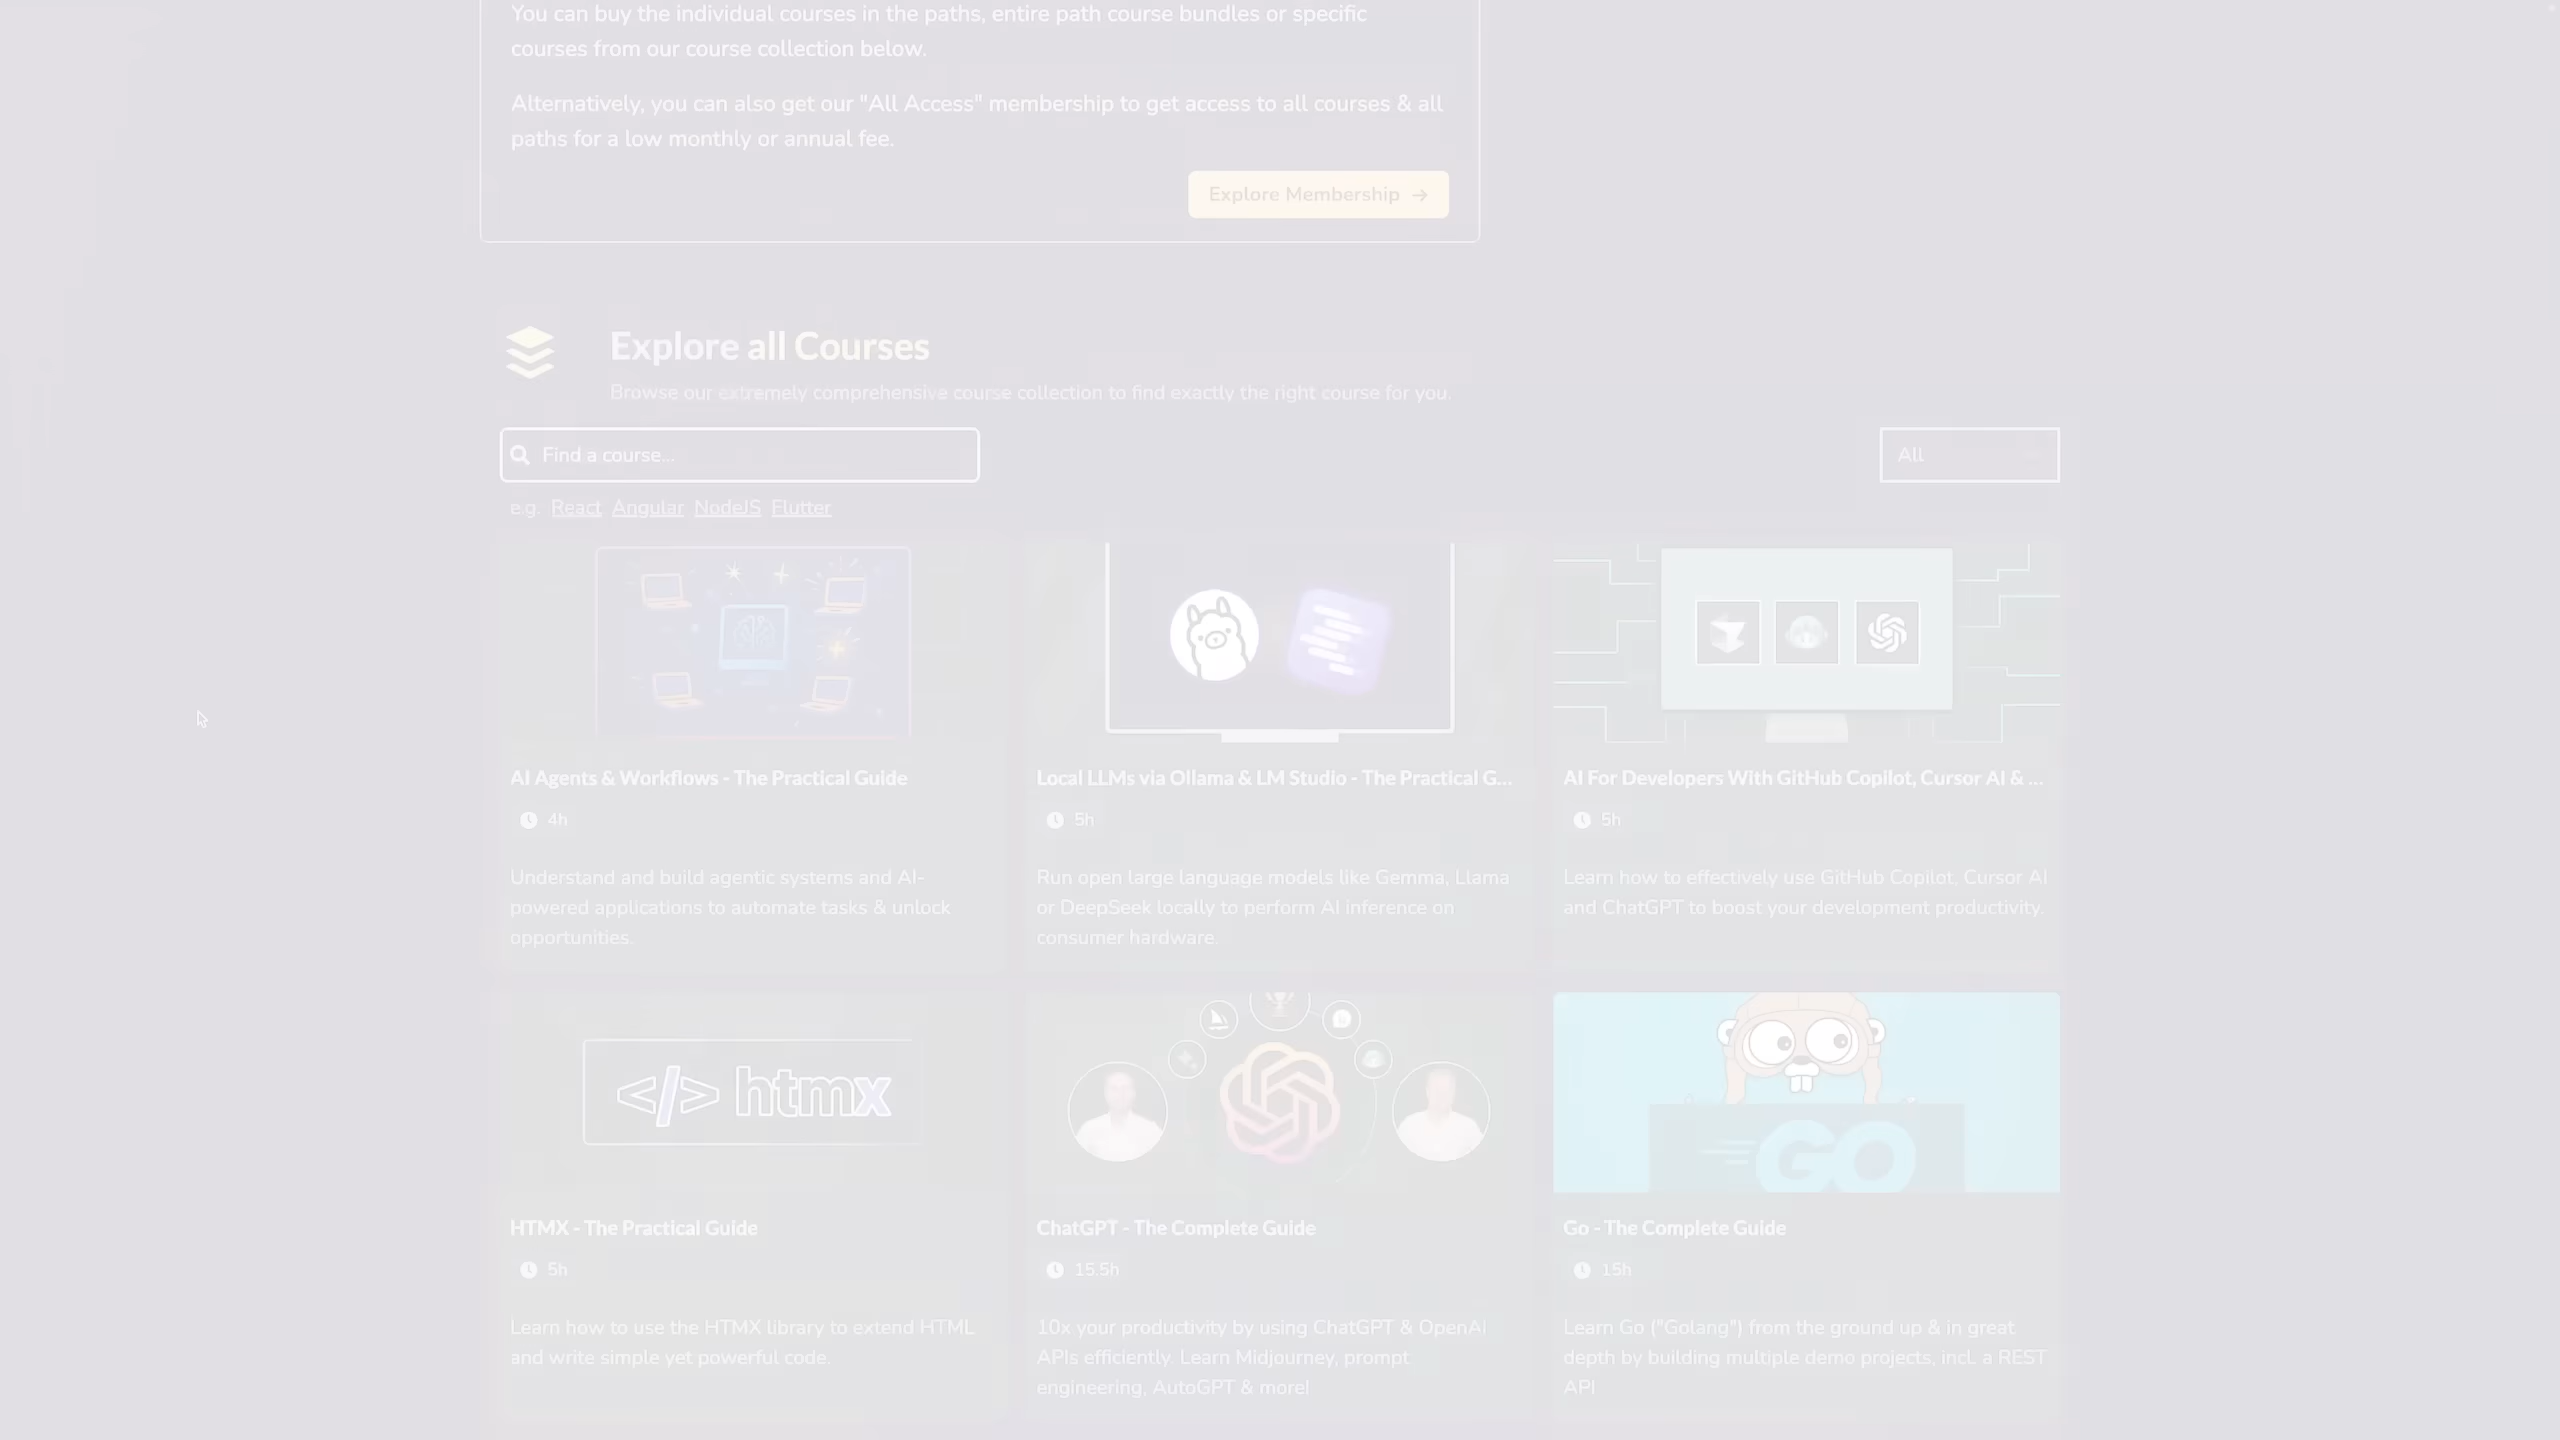 You can buy the individual courses in the paths, entire path course bundles or specific
courses from our course collection below.
Alternatively, you can also get our "All Access" membership to get access to all courses & all
paths for a low monthly or annual fee.
Explore Membership →
Explore all Courses
Browse our extremely comprehensive course collection to find exactly the right course for you.
Find a course...
All
e.g. React Angular NodeJS Flutter
AI Agents & Workflows - The Practical Guide
4h
Understand and build agentic systems and AI-
powered applications to automate tasks & unlock
opportunities.
Local LLMs via Ollama & LM Studio - The Practical G...
5h
Run open large language models like Gemma, Llama
or DeepSeek locally to perform AI inference on
consumer hardware.
AI For Developers With GitHub Copilot, Cursor AI & ...
5h
Learn how to effectively use GitHub Copilot, Cursor AI
and ChatGPT to boost your development productivity.
</> htmx
HTMX - The Practical Guide
5h
Learn how to use the HTMX library to extend HTML
and write simple yet powerful code.
ChatGPT - The Complete Guide
15.5h
10x your productivity by using ChatGPT & OpenAI
APIs efficiently. Learn Midjourney, prompt
engineering, AutoGPT & more!
GO
Go - The Complete Guide
15h
Learn Go ("Golang") from the ground up & in great
depth by building multiple demo projects, incl. a REST
API